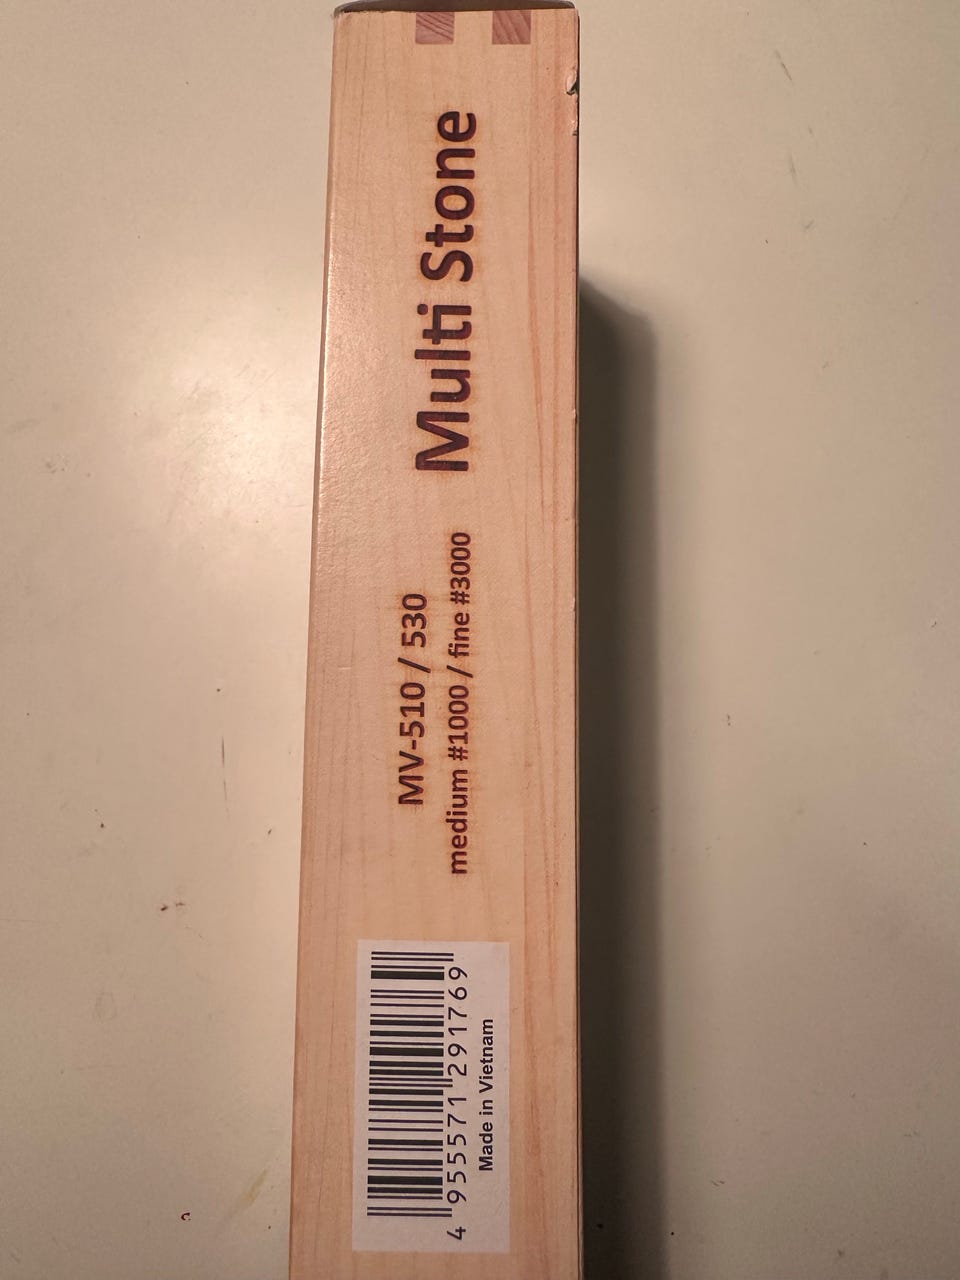 Multi Stone
MV-510 / 530
medium #1000 / fine #3000
4 955571 291769
Made in Vietnam